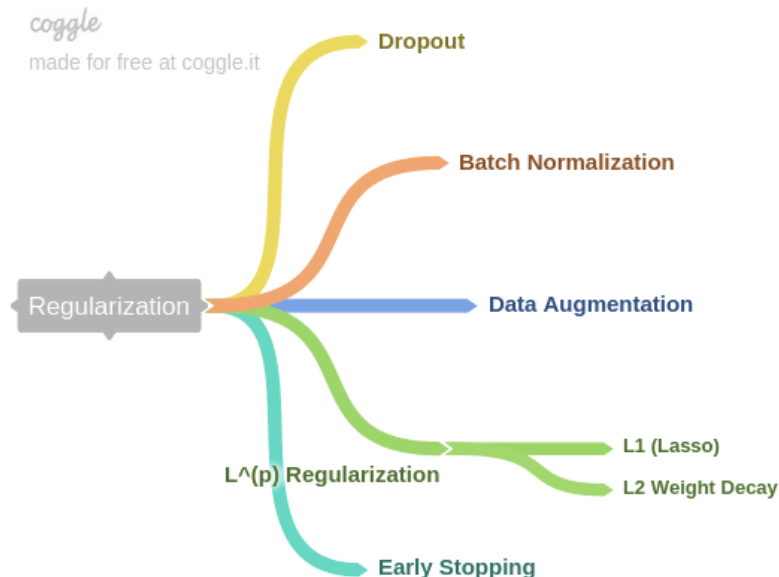 coggle
made for free at coggle.it
Dropout
Batch Normalization
Regularization
Data Augmentation
L1 (Lasso)
L^(p) Regularization
L2 Weight Decay
Early Stopping